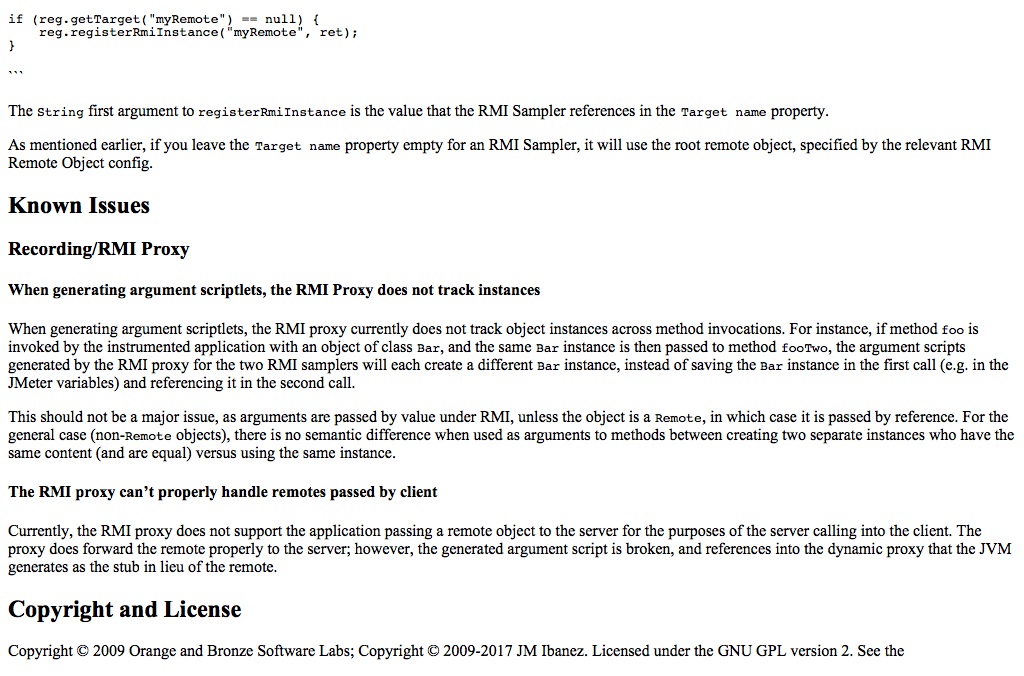 if (reg.getTarget("myRemote") == null) {
    reg.registerRmiInstance("myRemote", ret);
}
```
The String first argument to registerRmiInstance is the value that the RMI Sampler references in the Target name property.
As mentioned earlier, if you leave the Target name property empty for an RMI Sampler, it will use the root remote object, specified by the relevant RMI
Remote Object config.
Known Issues
Recording/RMI Proxy
When generating argument scriptlets, the RMI Proxy does not track instances
When generating argument scriptlets, the RMI proxy currently does not track object instances across method invocations. For instance, if method foo is
invoked by the instrumented application with an object of class Bar, and the same Bar instance is then passed to method fooTwo, the argument scripts
generated by the RMI proxy for the two RMI samplers will each create a different Bar instance, instead of saving the Bar instance in the first call (e.g. in the
JMeter variables) and referencing it in the second call.
This should not be a major issue, as arguments are passed by value under RMI, unless the object is a Remote, in which case it is passed by reference. For the
general case (non-Remote objects), there is no semantic difference when used as arguments to methods between creating two separate instances who have the
same content (and are equal) versus using the same instance.
The RMI proxy can’t properly handle remotes passed by client
Currently, the RMI proxy does not support the application passing a remote object to the server for the purposes of the server calling into the client. The
proxy does forward the remote properly to the server; however, the generated argument script is broken, and references into the dynamic proxy that the JVM
generates as the stub in lieu of the remote.
Copyright and License
Copyright © 2009 Orange and Bronze Software Labs; Copyright © 2009-2017 JM Ibanez. Licensed under the GNU GPL version 2. See the